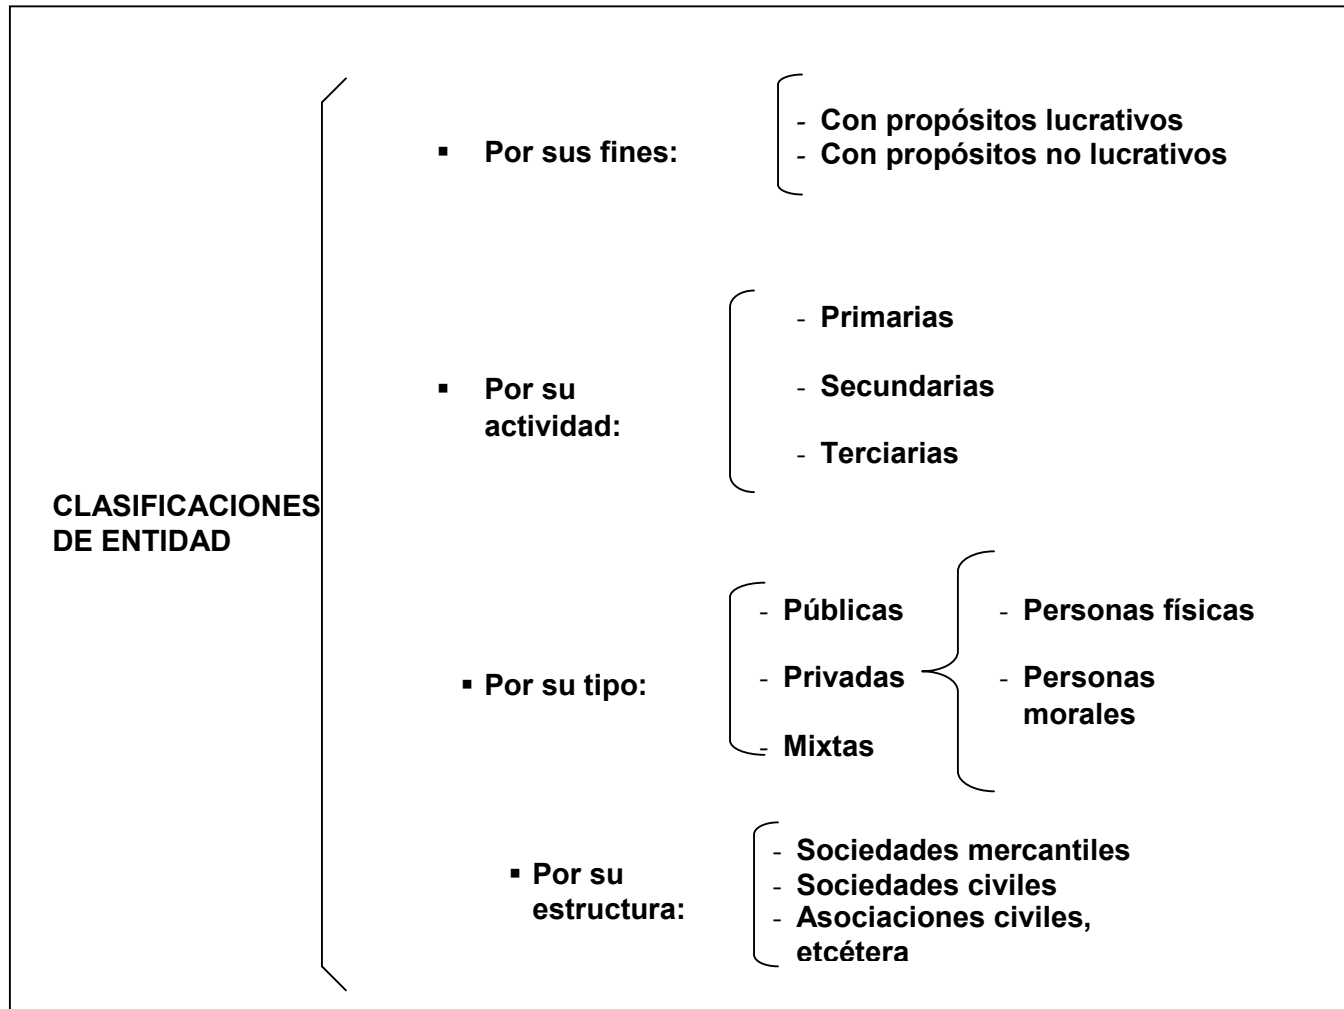 - Con propósitos lucrativos
▪ Por sus fines:
- Con propósitos no lucrativos
- Primarias
▪ Por su
actividad:
- Secundarias
- Terciarias
CLASIFICACIONES
DE ENTIDAD
▪ Por su tipo:
- Públicas
- Privadas
- Mixtas
- Personas físicas
- Personas
morales
▪ Por su
estructura:
- Sociedades mercantiles
- Sociedades civiles
- Asociaciones civiles,
etcétera